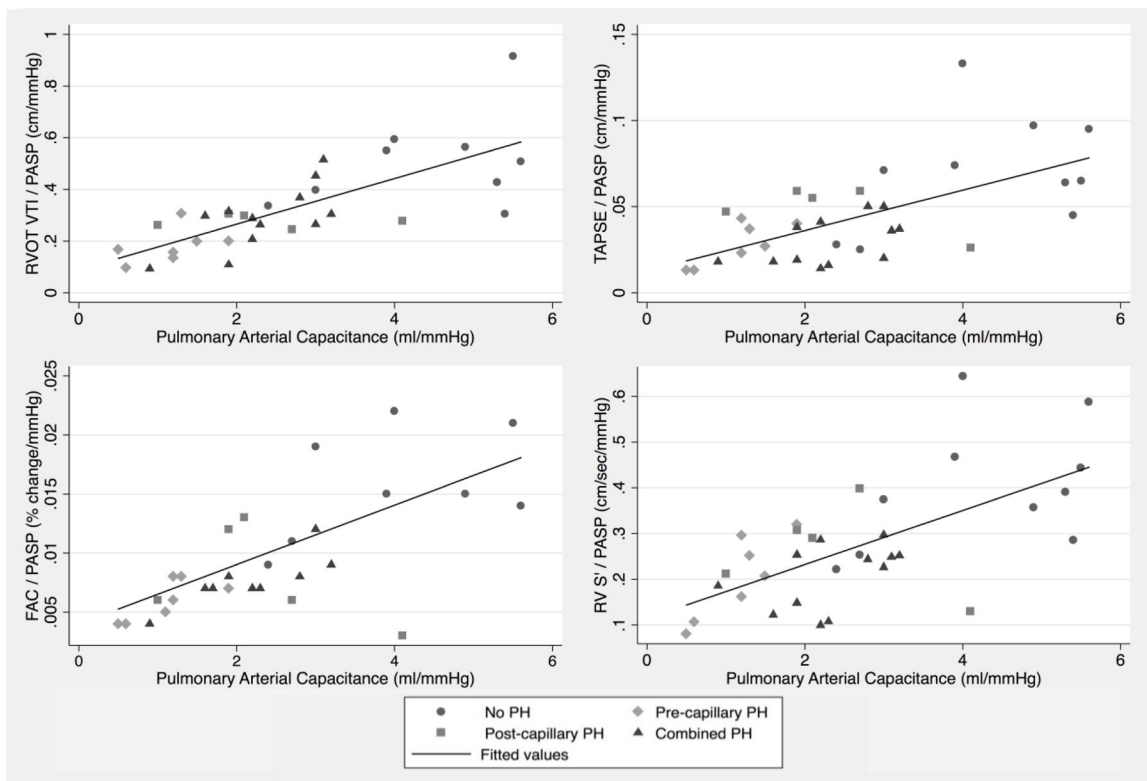 RVOT VTI / PASP (cm/mmHg)
0 .2 .4 .6 .8 1
0 2 4 6
Pulmonary Arterial Capacitance (ml/mmHg)
TAPSE / PASP (cm/mmHg)
0 .05 .1 .15
0 2 4 6
Pulmonary Arterial Capacitance (ml/mmHg)
FAC / PASP (% change/mmHg)
.005 .01 .015 .02 .025
0 2 4 6
Pulmonary Arterial Capacitance (ml/mmHg)
RV S' / PASP (cm/sec/mmHg)
.1 .2 .3 .4 .5 .6
0 2 4 6
Pulmonary Arterial Capacitance (ml/mmHg)
No PH Pre-capillary PH
Post-capillary PH Combined PH
Fitted values